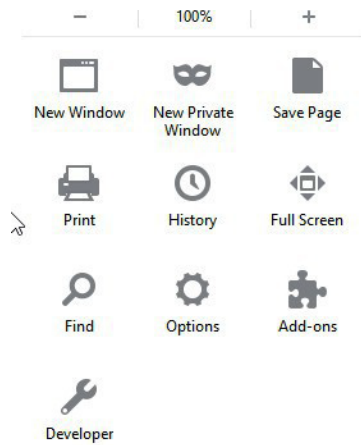 − 100% +
New Window New Private Window Save Page
Print History Full Screen
Find Options Add-ons
Developer